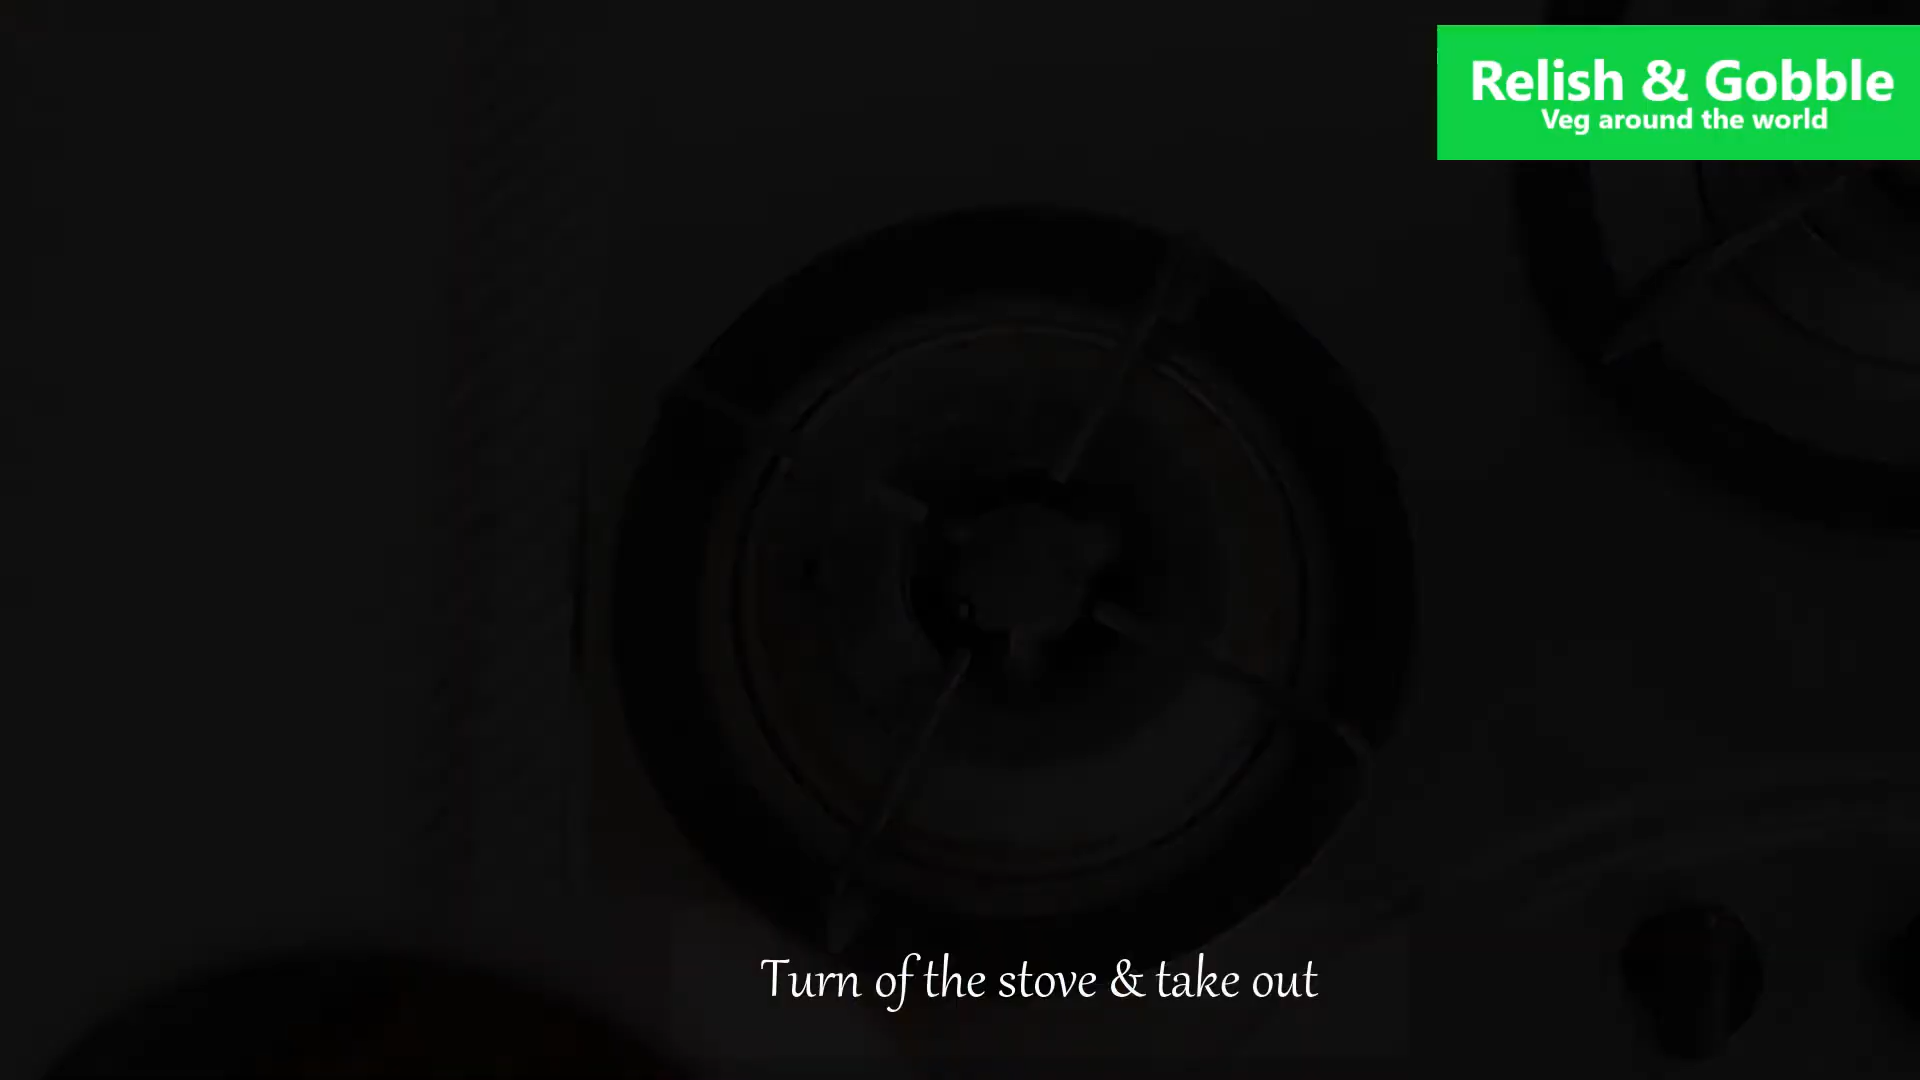 Relish & Gobble
Veg around the world
Turn of the stove & take out